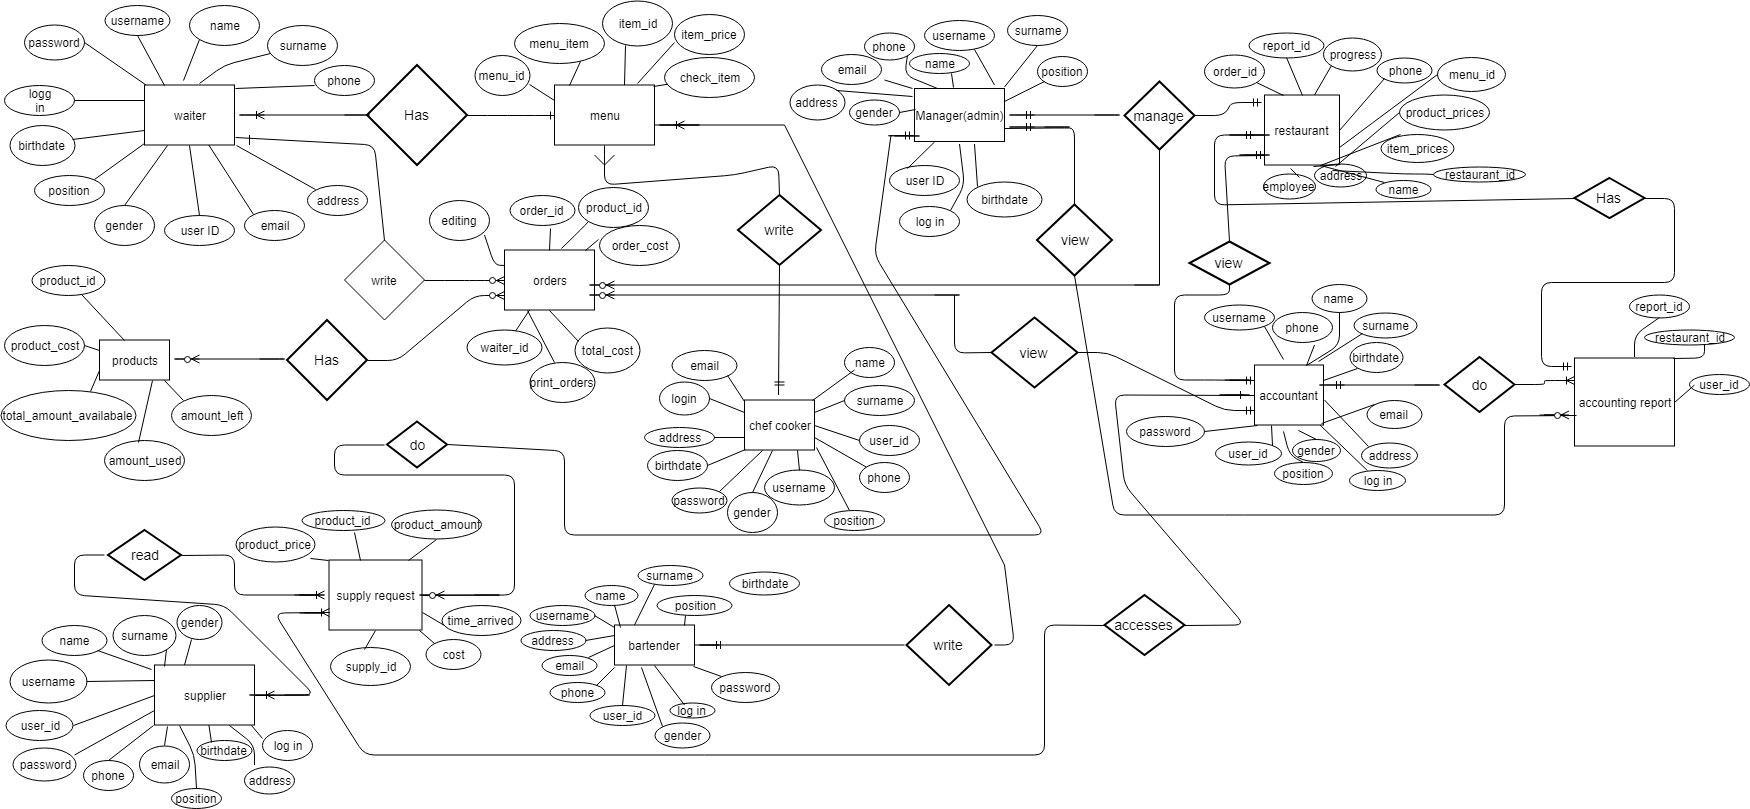 username
name
password
surname
phone
logg
in
waiter
birthdate
position
gender
user ID
email
address
Has
menu_item
item_id
item_price
menu_id
check_item
menu
phone
username
surname
name
email
position
address
gender
Manager(admin)
user ID
log in
birthdate
manage
report_id
progress
order_id
phone
menu_id
product_prices
restaurant
item_prices
address
restaurant_id
employee
name
Has
editing
order_id
product_id
order_cost
write
orders
waiter_id
total_cost
print_orders
write
view
view
product_id
product_cost
products
total_amount_availabale
amount_left
amount_used
Has
view
name
username
phone
surname
birthdate
accountant
email
password
user_id
gender
position
address
log in
do
report_id
restaurant_id
user_id
accounting report
email
name
login
surname
chef cooker
address
user_id
birthdate
phone
password
username
gender
position
do
read
product_id
product_amount
product_price
supply request
time_arrived
cost
supply_id
gender
surname
name
username
supplier
user_id
password
phone
email
birthdate
log in
address
position
surname
birthdate
name
position
username
address
bartender
email
phone
password
user_id
log in
gender
write
accesses